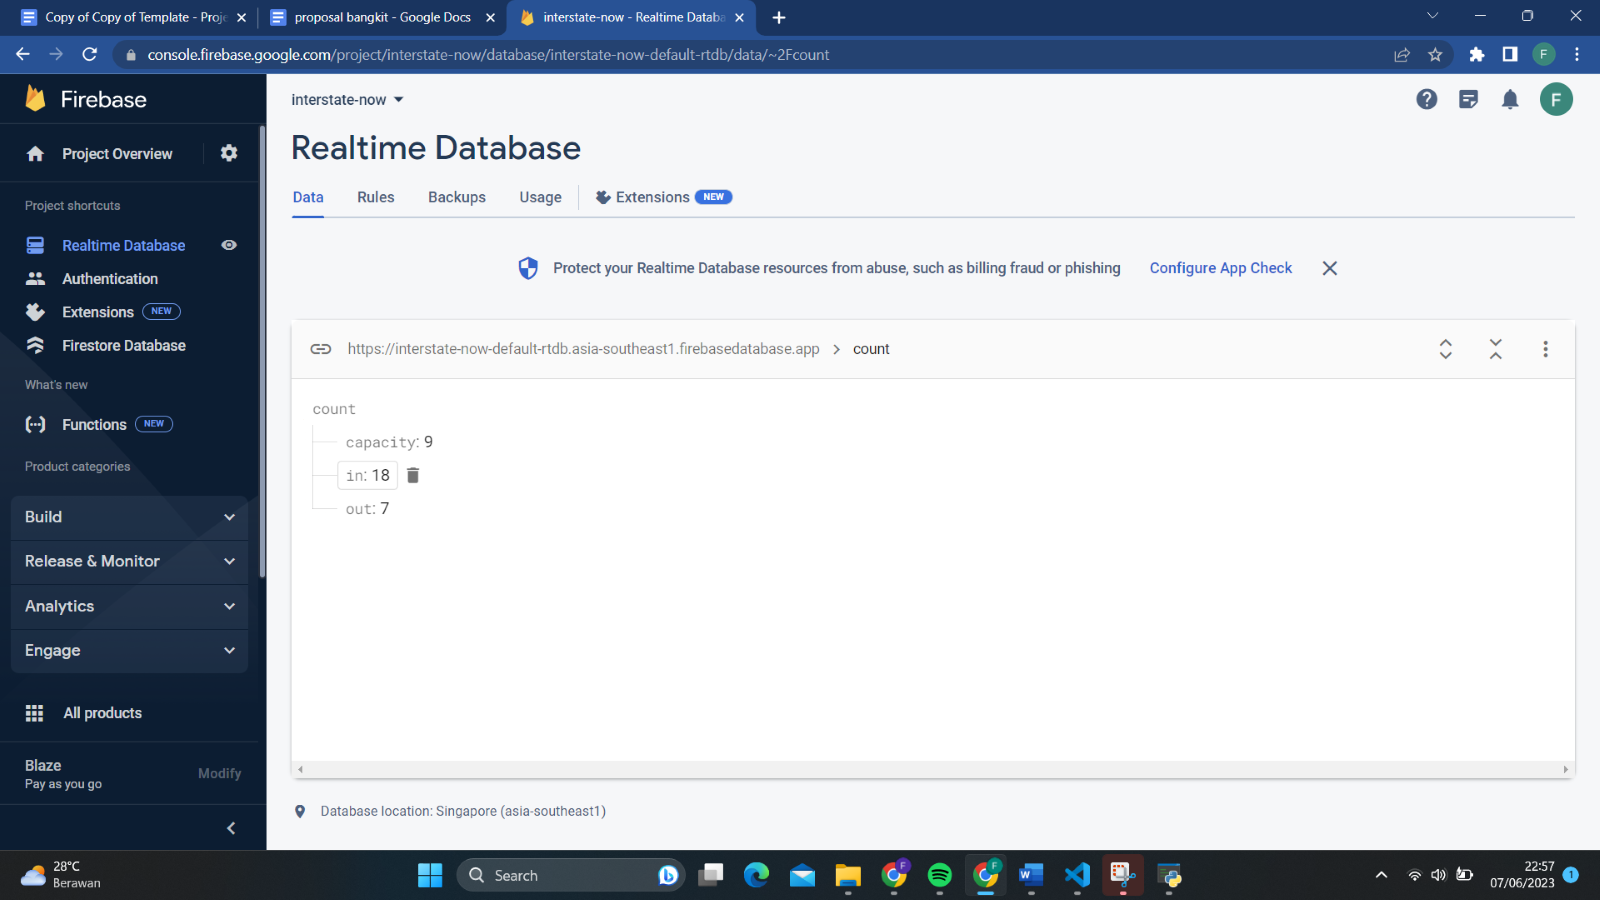 Copy of Copy of Template - Proje
proposal bangkit - Google Docs
interstate-now - Realtime Databa
console.firebase.google.com/project/interstate-now/database/interstate-now-default-rtdb/data/~2Fcount
F
Firebase
Project Overview
Project shortcuts
Realtime Database
Authentication
Extensions NEW
Firestore Database
What's new
Functions NEW
Product categories
Build
Release & Monitor
Analytics
Engage
All products
Blaze
Pay as you go
Modify
interstate-now
F
Realtime Database
Data Rules Backups Usage Extensions NEW
Protect your Realtime Database resources from abuse, such as billing fraud or phishing Configure App Check
https://interstate-now-default-rtdb.asia-southeast1.firebasedatabase.app > count
count
capacity: 9
in: 18
out: 7
Database location: Singapore (asia-southeast1)
28°C
Berawan
Search
22:57
07/06/2023
1